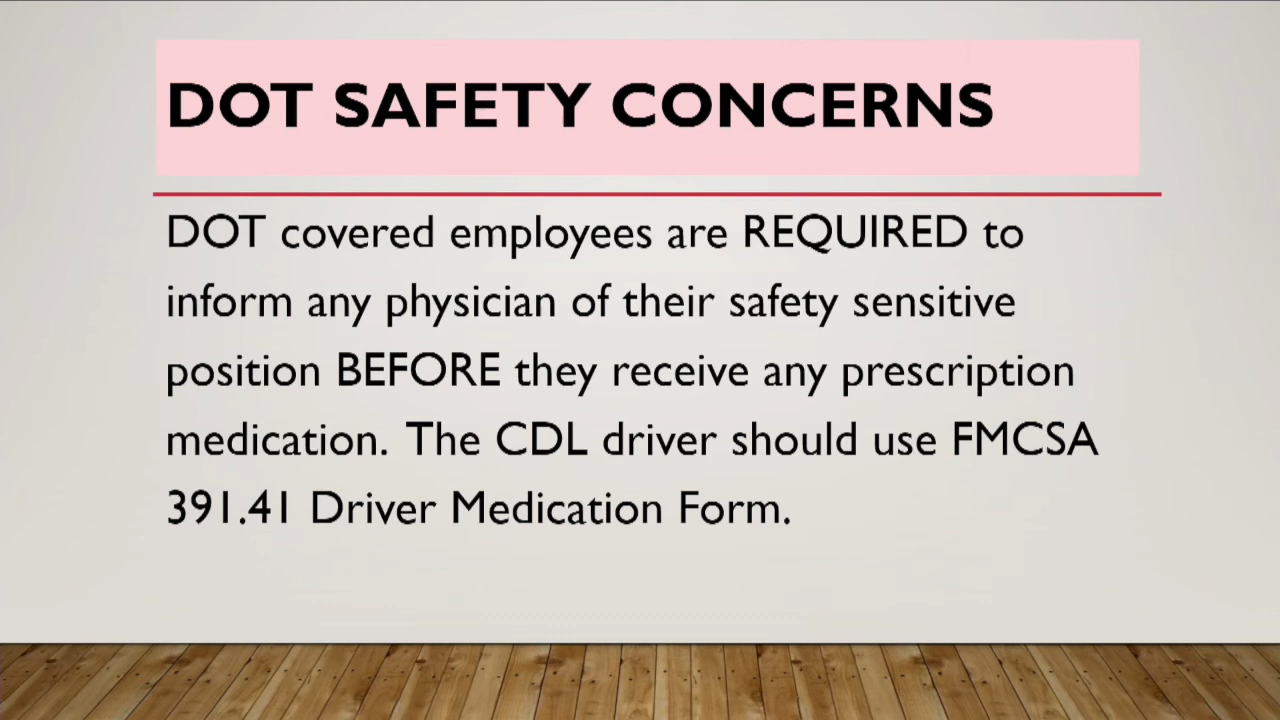 DOT SAFETY CONCERNS
DOT covered employees are REQUIRED to
inform any physician of their safety sensitive
position BEFORE they receive any prescription
medication.  The CDL driver should use FMCSA
391.41 Driver Medication Form.